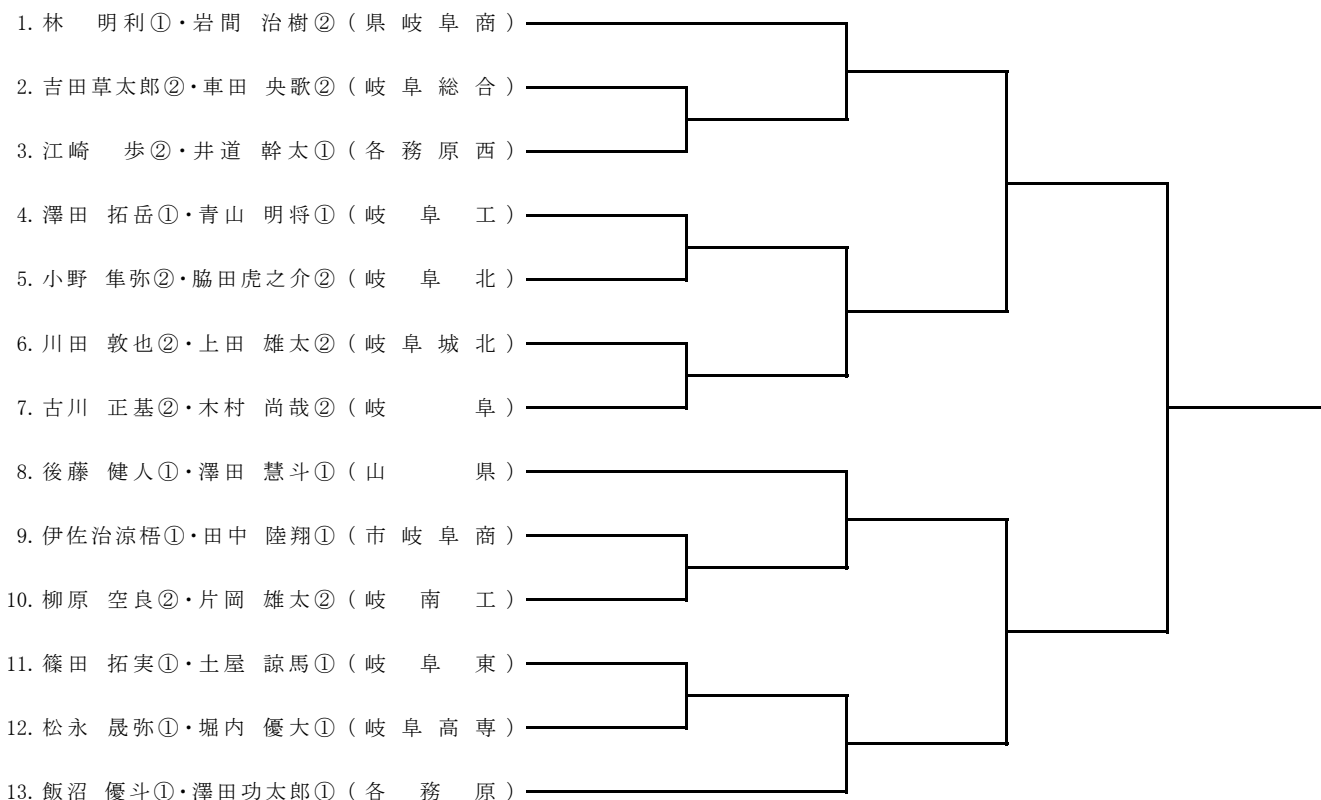 1. 林 明利①・岩間 治樹② ( 県岐阜商 )
2. 吉田草太郎②・車田 央歌② ( 岐阜総合 )
3. 江崎 歩②・井道 幹太① ( 各務原西 )
4. 澤田 拓岳①・青山 明将① ( 岐阜工 )
5. 小野 隼弥②・脇田虎之介② ( 岐阜北 )
6. 川田 敦也②・上田 雄太② ( 岐阜城北 )
7. 古川 正基②・木村 尚哉② ( 岐阜 )
8. 後藤 健人①・澤田 慧斗① ( 山県 )
9. 伊佐治涼梧①・田中 陸翔① ( 市岐阜商 )
10. 柳原 空良②・片岡 雄太② ( 岐南工 )
11. 篠田 拓実①・土屋 諒馬① ( 岐阜東 )
12. 松永 晟弥①・堀内 優大① ( 岐阜高専 )
13. 飯沼 優斗①・澤田功太郎① ( 各務原 )